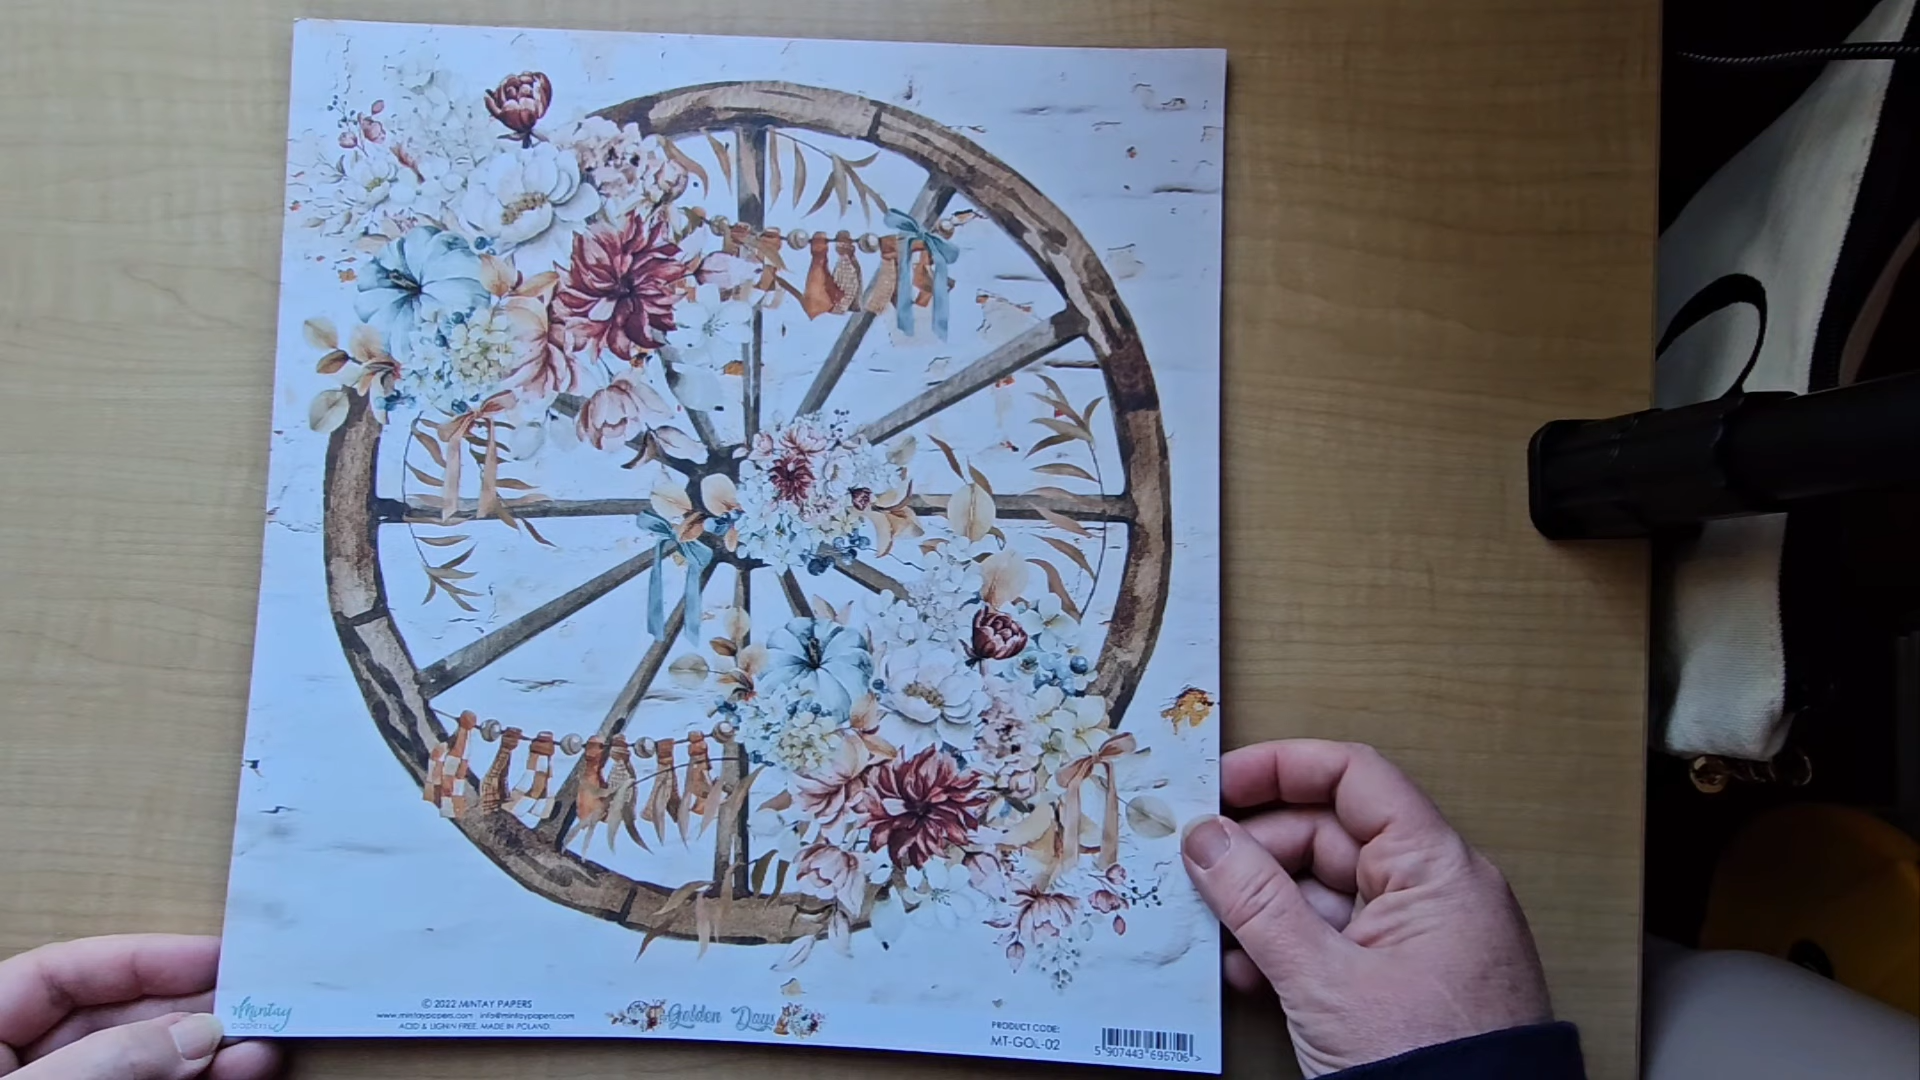 Mintay
papers
© 2022 MINTAY PAPERS
www.mintaypapers.com info@mintaypapers.com
ACID & LIGNIN FREE. MADE IN POLAND.
Golden Days
PRODUCT CODE:
MT-GOL-02
5 907443 696706 >